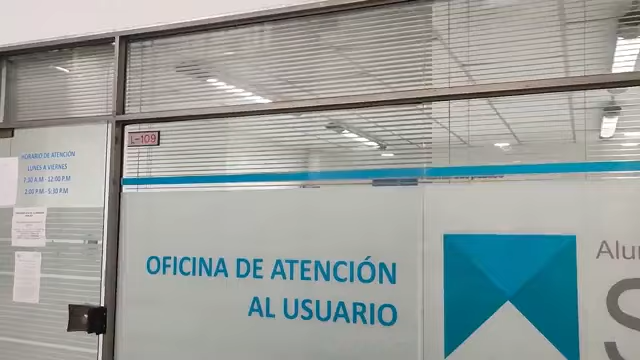 HORARIO DE ATENCIÓN
LUNES A VIERNES
7:30 A.M - 12:00 P.M
2:00 P.M - 5:30 P.M
L-109
OFICINA DE ATENCIÓN
AL USUARIO
Alu
S